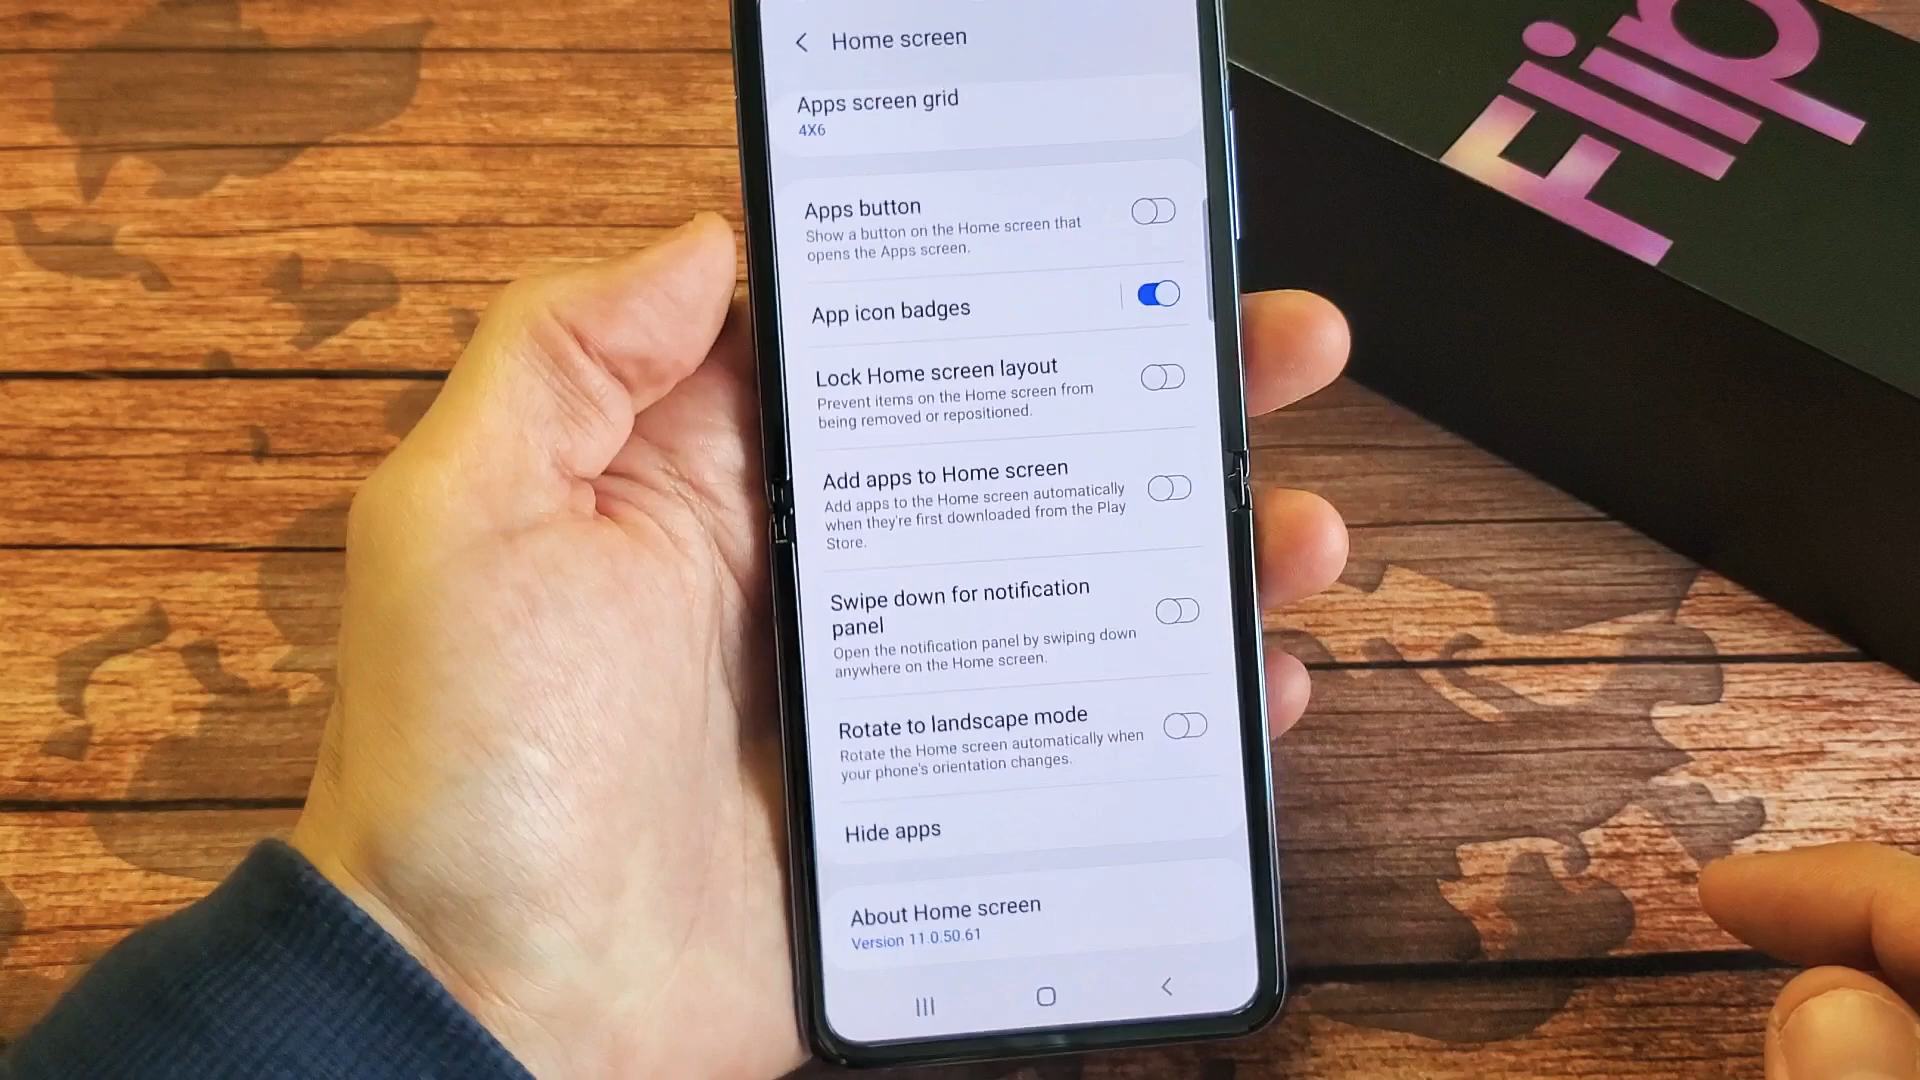 Home screen
Apps screen grid
4X6
Apps button
Show a button on the Home screen that
opens the Apps screen.
App icon badges
Lock Home screen layout
Prevent items on the Home screen from
being removed or repositioned.
Add apps to Home screen
Add apps to the Home screen automatically
when they're first downloaded from the Play
Store.
Swipe down for notification
panel
Open the notification panel by swiping down
anywhere on the Home screen.
Rotate to landscape mode
Rotate the Home screen automatically when
your phone's orientation changes.
Hide apps
About Home screen
Version 11.0.50.61
Flip